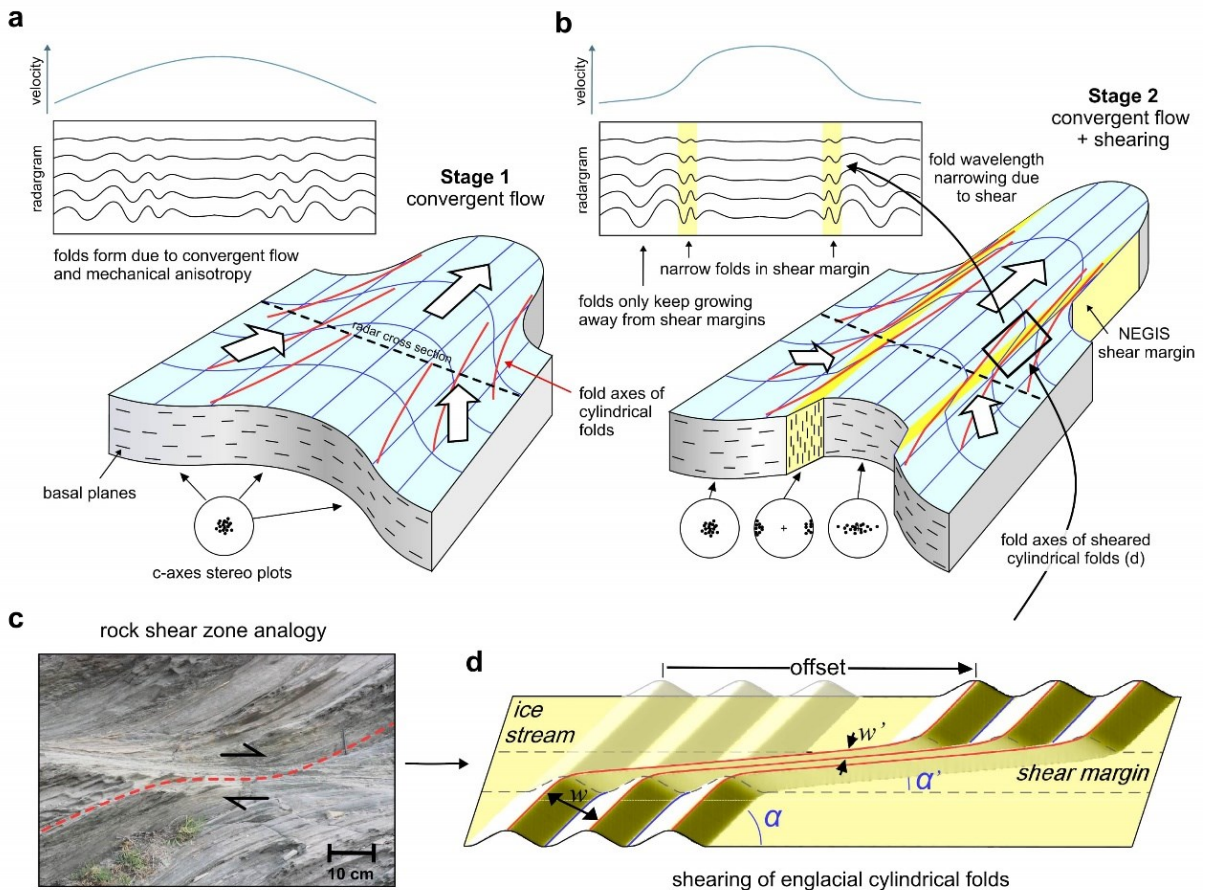 a
velocity
radargram
Stage 1
convergent flow
folds form due to convergent flow
and mechanical anisotropy
radar cross section
fold axes of
cylindrical
folds
basal planes
c-axes stereo plots
b
velocity
radargram
Stage 2
convergent flow
+ shearing
fold wavelength
narrowing due
to shear
narrow folds in shear margin
folds only keep growing
away from shear margins
NEGIS
shear margin
fold axes of sheared
cylindrical folds (d)
c
rock shear zone analogy
10 cm
d
offset
ice
stream
w'
w
shear margin
α'
α
shearing of englacial cylindrical folds